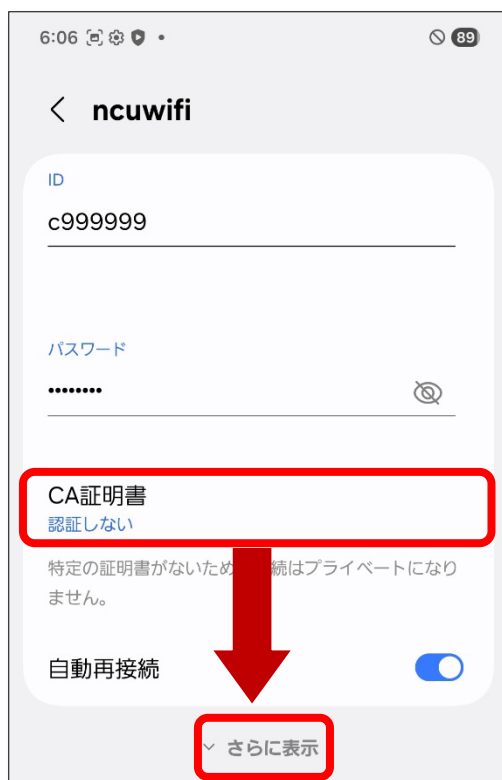 6:06
89
ncuwifi
ID
c999999
パスワード
••••••••
CA証明書
認証しない
特定の証明書がないため 続はプライベートになり
ません。
自動再接続
さらに表示